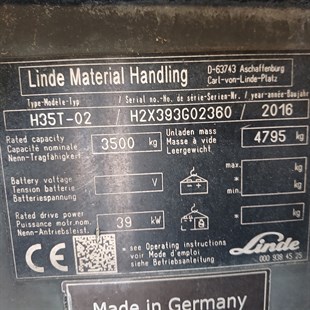 Linde Material Handling
D-63743 Aschaffenburg
Carl-von-Linde-Platz
Type-Modèle-Typ / Serial no.-No. de série-Serien-Nr. / year-année-Baujahr
H35T-02 / H2X393G02360 / 2016
Rated capacity
Capacité nominale 3500 kg
Nenn-Tragfähigkeit
Unladen mass
Masse à vide 4795 kg
Leergewicht
Battery voltage
Tension batterie V
Batteriespannung
max. kg
min. kg
Rated drive power
Puissance motr.nom. 39 kW
Nenn-Antriebsleist.
+ kg
CE
→ see Operating instructions
voir Mode d'emploi
siehe Betriebsanleitung
Linde
000 938 45 25
Made in Germany